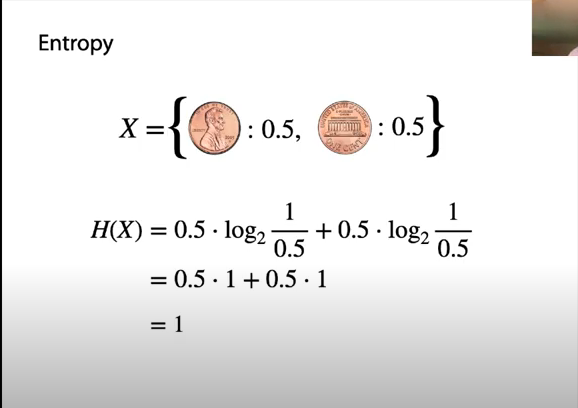 Entropy
X = { : 0.5, : 0.5 }
H(X) = 0.5 · log₂ 1/0.5 + 0.5 · log₂ 1/0.5
= 0.5 · 1 + 0.5 · 1
= 1